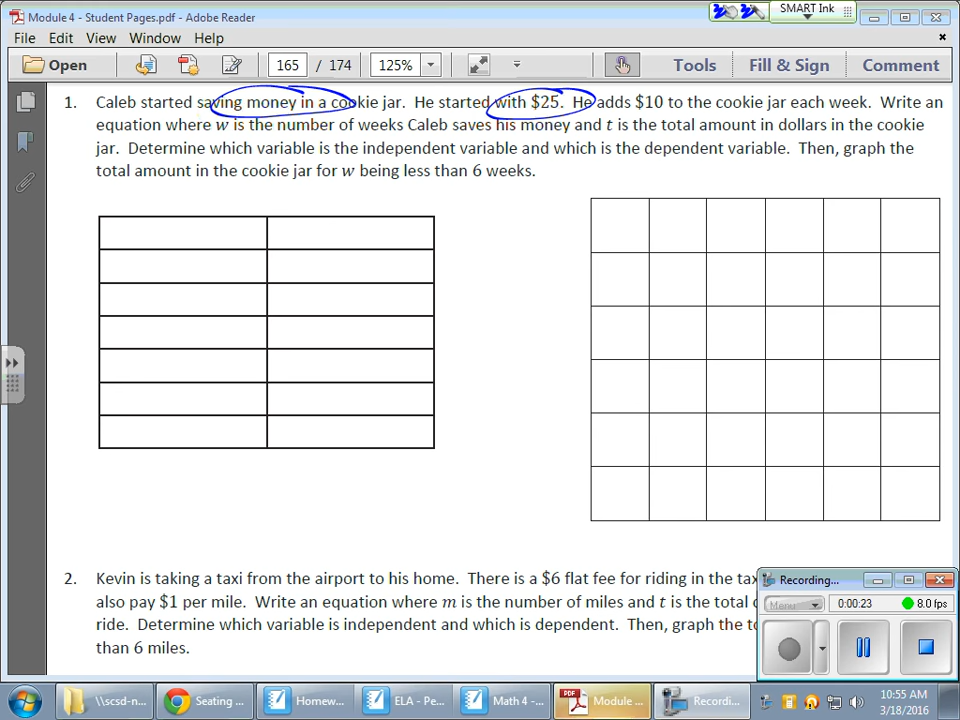 Module 4 - Student Pages.pdf - Adobe Reader
SMART Ink
File Edit View Window Help
Open 165 / 174 125% Tools Fill & Sign Comment
1. Caleb started saving money in a cookie jar. He started with $25. He adds $10 to the cookie jar each week. Write an
equation where w is the number of weeks Caleb saves his money and t is the total amount in dollars in the cookie
jar. Determine which variable is the independent variable and which is the dependent variable. Then, graph the
total amount in the cookie jar for w being less than 6 weeks.
2. Kevin is taking a taxi from the airport to his home. There is a $6 flat fee for riding in the tax
also pay $1 per mile. Write an equation where m is the number of miles and t is the total
ride. Determine which variable is independent and which is dependent. Then, graph the to
than 6 miles.
Recording...
Menu 0:00:23 8.0 fps
\\scsd-n... Seating ... Homew... ELA - Pe... Math 4 -... Module ... Recordi...
10:55 AM
3/18/2016